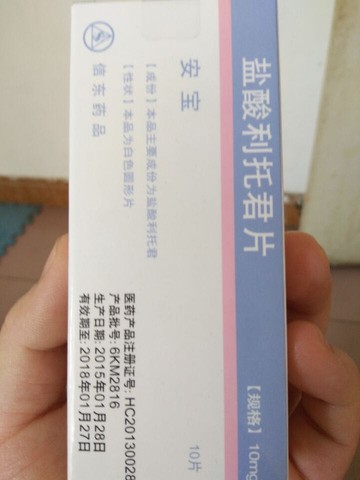 盐酸利托君片
【规格】10mg
安宝
10片
【成份】本品主要成份为盐酸利托君
【性状】本品为白色圆形片
信东药品
医药产品注册证号:HC20130028
产品批号:6KM2816
生产日期:2015年01月28日
有效期至:2018年01月27日